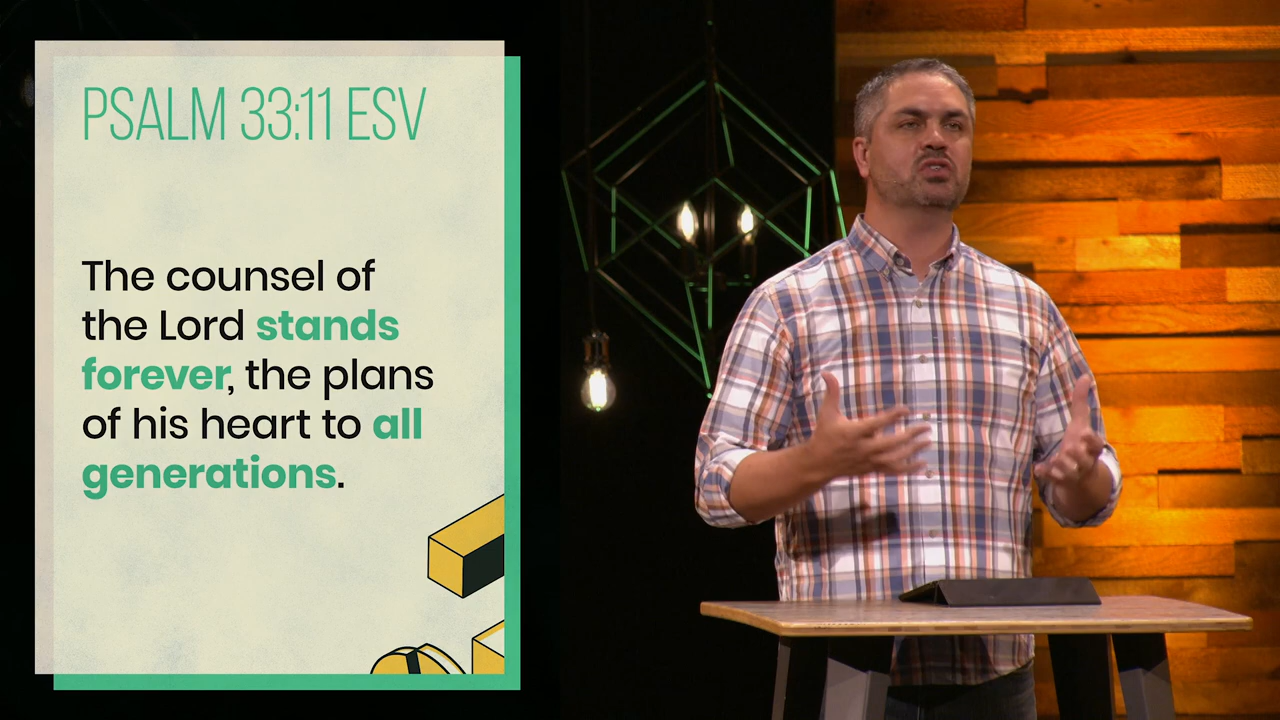 PSALM 33:11 ESV
The counsel of
the Lord stands
forever, the plans
of his heart to all
generations.